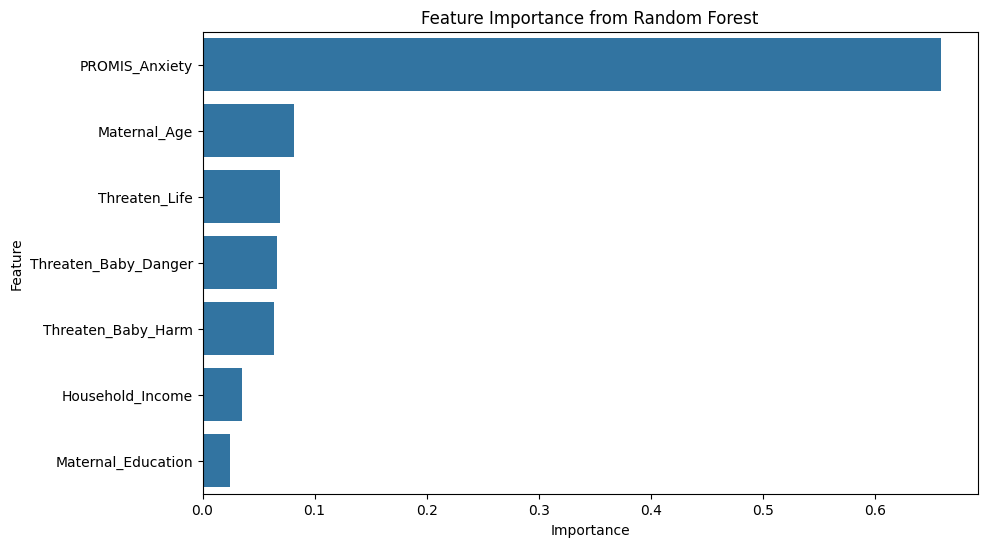 Feature Importance from Random Forest
PROMIS_Anxiety
Maternal_Age
Threaten_Life
Threaten_Baby_Danger
Threaten_Baby_Harm
Household_Income
Maternal_Education
Feature
0.0 0.1 0.2 0.3 0.4 0.5 0.6
Importance